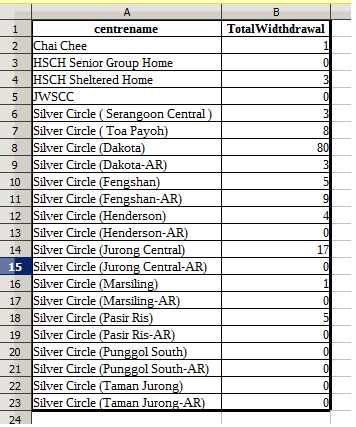 A B
1 centrename TotalWidthdrawal
2 Chai Chee 1
3 HSCH Senior Group Home 0
4 HSCH Sheltered Home 3
5 JWSCC 0
6 Silver Circle ( Serangoon Central ) 3
7 Silver Circle ( Toa Payoh) 8
8 Silver Circle (Dakota) 80
9 Silver Circle (Dakota-AR) 3
10 Silver Circle (Fengshan) 5
11 Silver Circle (Fengshan-AR) 9
12 Silver Circle (Henderson) 4
13 Silver Circle (Henderson-AR) 0
14 Silver Circle (Jurong Central) 17
15 Silver Circle (Jurong Central-AR) 0
16 Silver Circle (Marsiling) 1
17 Silver Circle (Marsiling-AR) 0
18 Silver Circle (Pasir Ris) 5
19 Silver Circle (Pasir Ris-AR) 0
20 Silver Circle (Punggol South) 0
21 Silver Circle (Punggol South-AR) 0
22 Silver Circle (Taman Jurong) 0
23 Silver Circle (Taman Jurong-AR) 0
24